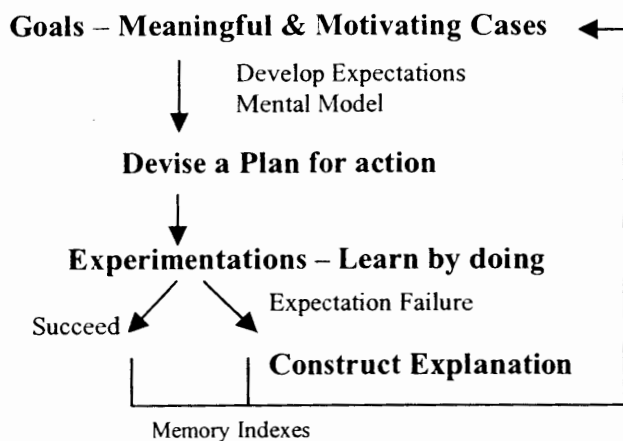 Goals – Meaningful & Motivating Cases
Develop Expectations
Mental Model
Devise a Plan for action
Experimentations – Learn by doing
Succeed
Expectation Failure
Construct Explanation
Memory Indexes